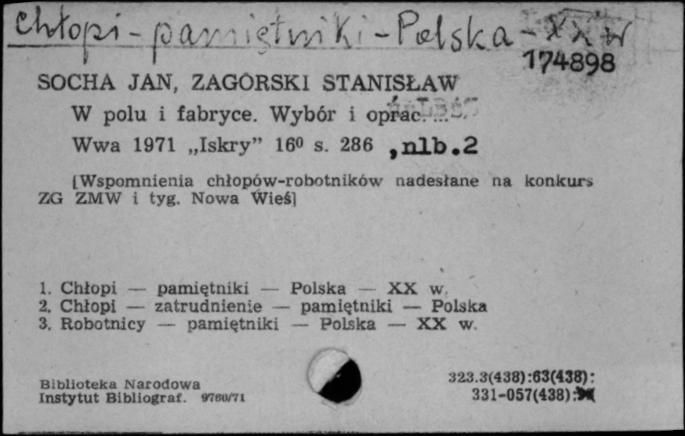 Chłopi - pamiętniki - Polska - XX w
174898
SOCHA JAN, ZAGÓRSKI STANISŁAW
W polu i fabryce. Wybór i oprac. ...
Wwa 1971 „Iskry” 16⁰ s. 286 ,nlb.2
[Wspomnienia chłopów-robotników nadesłane na konkurs
ZG ZMW i tyg. Nowa Wieś]
1. Chłopi — pamiętniki — Polska — XX w.
2. Chłopi — zatrudnienie — pamiętniki — Polska
3. Robotnicy — pamiętniki — Polska — XX w.
Biblioteka Narodowa
Instytut Bibliograf. 9760/71
323.3(438):63(438):
331-057(438):